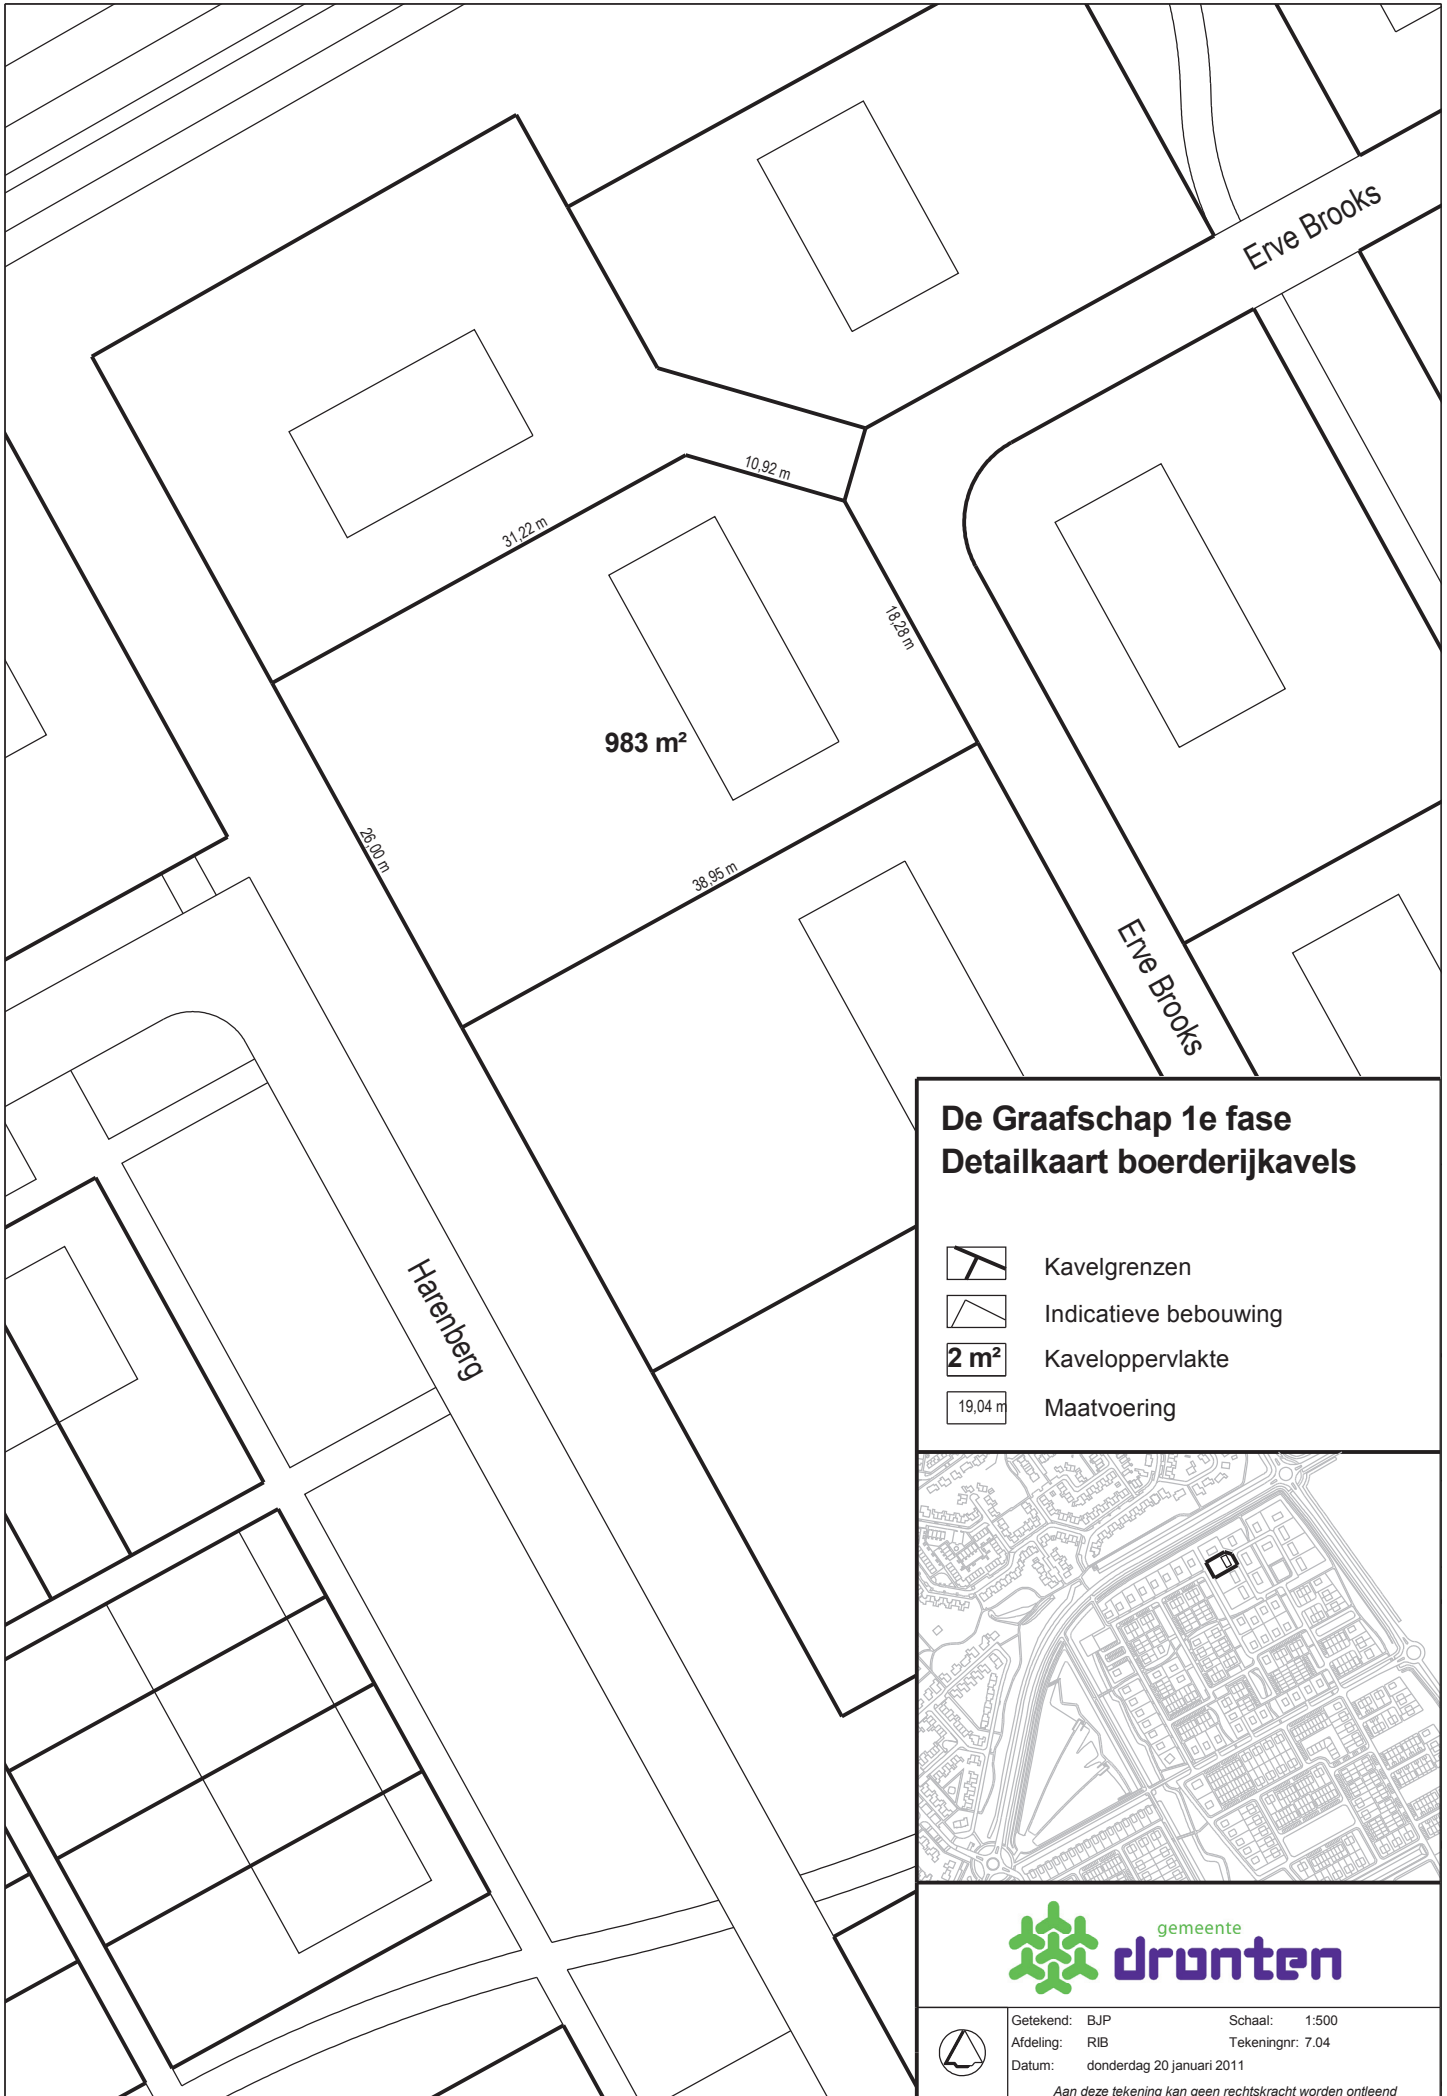 Erve Brooks
10,92 m
31,22 m
18,28 m
983 m²
26,00 m
38,95 m
Erve Brooks
Harenberg
De Graafschap 1e fase
Detailkaart boerderijkavels
Kavelgrenzen
Indicatieve bebouwing
2 m² Kaveloppervlakte
19,04 m Maatvoering
gemeente
dronten
Getekend: BJP Schaal: 1:500
Afdeling: RIB Tekeningnr: 7.04
Datum: donderdag 20 januari 2011
Aan deze tekening kan geen rechtskracht worden ontleend